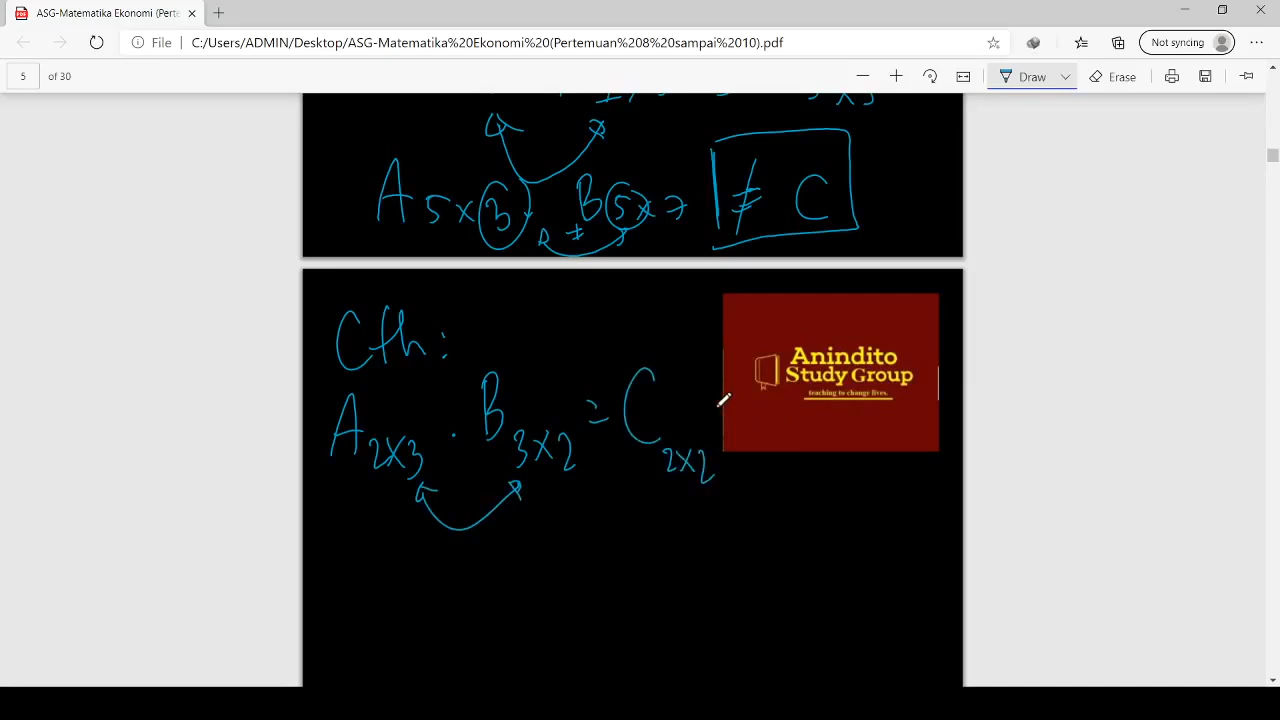 ASG-Matematika Ekonomi (Perte
File C:/Users/ADMIN/Desktop/ASG-Matematika%20Ekonomi%20(Pertemuan%208%20sampai%2010).pdf Not syncing
5 of 30 Draw Erase
A 5x3 B 5x7 ≠ C
≠
Cth:
Anindito
Study Group
teaching to change lives.
A 2x3 . B 3x2 = C 2x2